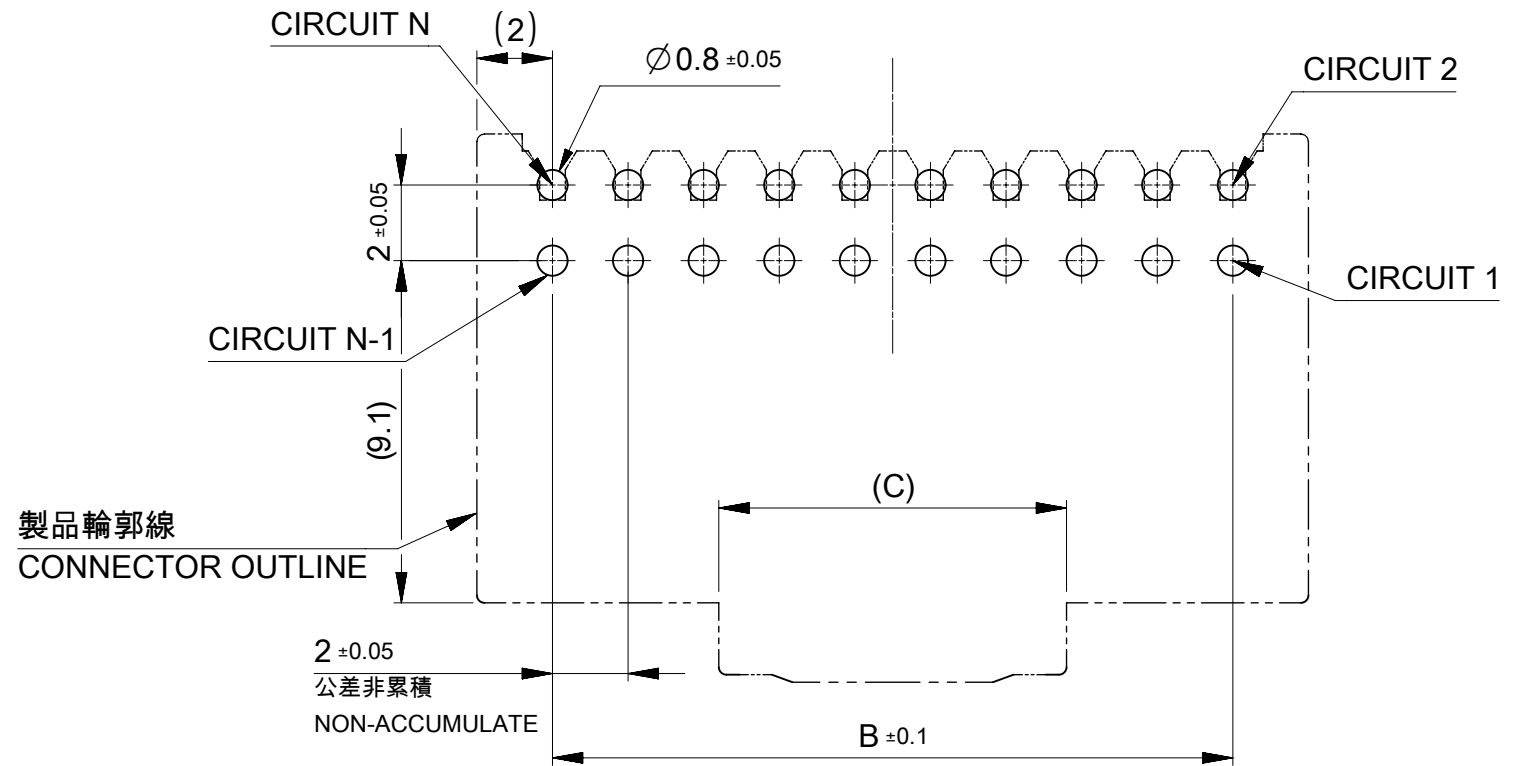 CIRCUIT N
(2)
Ø0.8 ±0.05
CIRCUIT 2
2 ±0.05
CIRCUIT 1
CIRCUIT N-1
(9.1)
(C)
製品輪郭線
CONNECTOR OUTLINE
2 ±0.05
公差非累積
NON-ACCUMULATE
B ±0.1